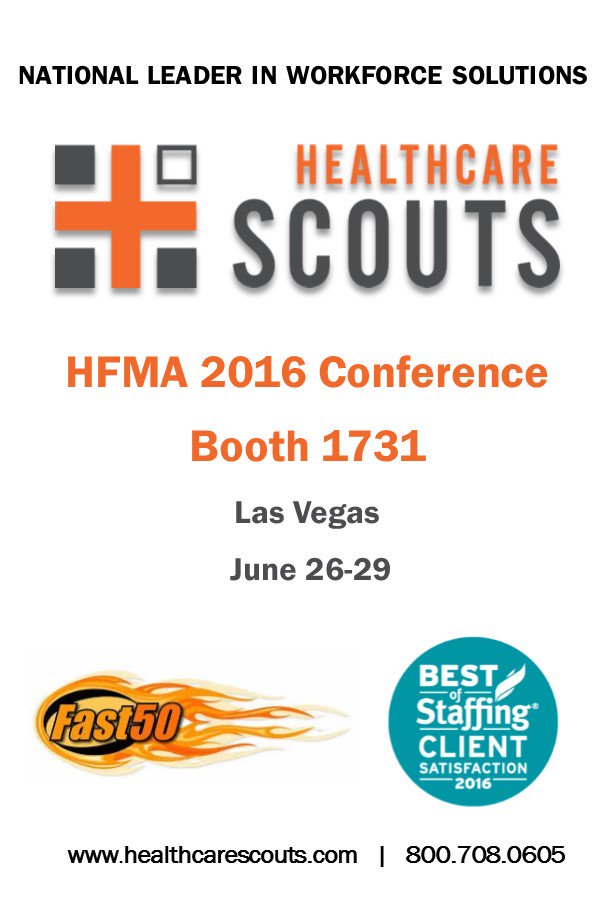 NATIONAL LEADER IN WORKFORCE SOLUTIONS
HEALTHCARE
SCOUTS
HFMA 2016 Conference
Booth 1731
Las Vegas
June 26-29
Fast50
BEST
of
Staffing®
CLIENT
SATISFACTION
2016
www.healthcarescouts.com | 800.708.0605